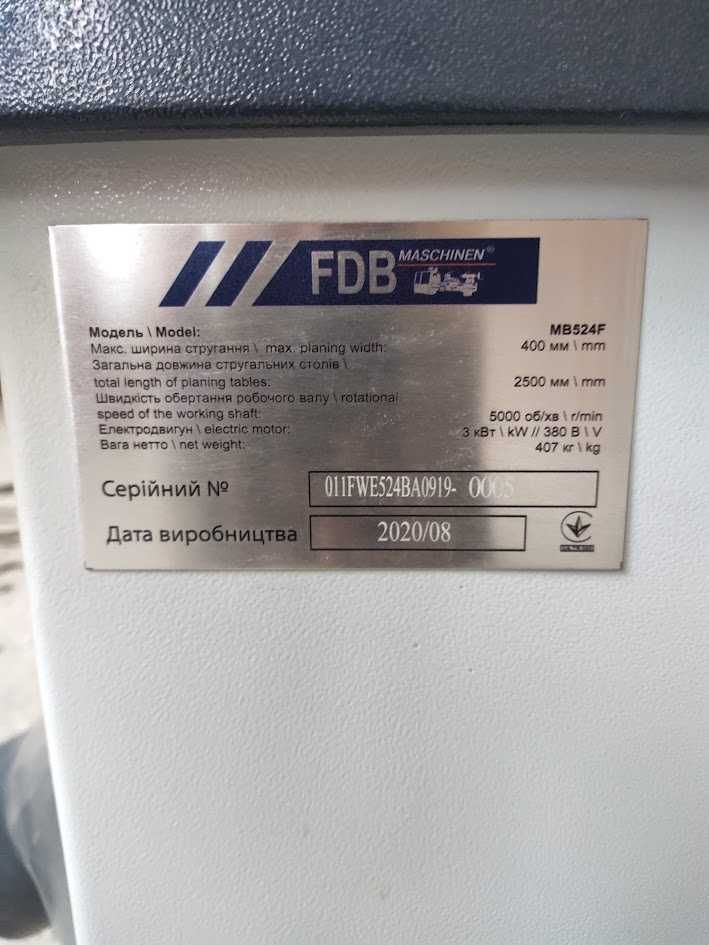 FDB MASCHINEN®
Модель \ Model: MB524F
Макс. ширина стругання \ max. planing width: 400 мм \ mm
Загальна довжина стругальних столів \
total length of planing tables: 2500 мм \ mm
Швидкість обертання робочого валу \ rotational
speed of the working shaft: 5000 об/хв \ r/min
Електродвигун \ electric motor: 3 кВт \ kW // 380 В \ V
Вага нетто \ net weight: 407 кг \ kg
Серійний № 011FWE524BA0919- 0005
Дата виробництва 2020/08